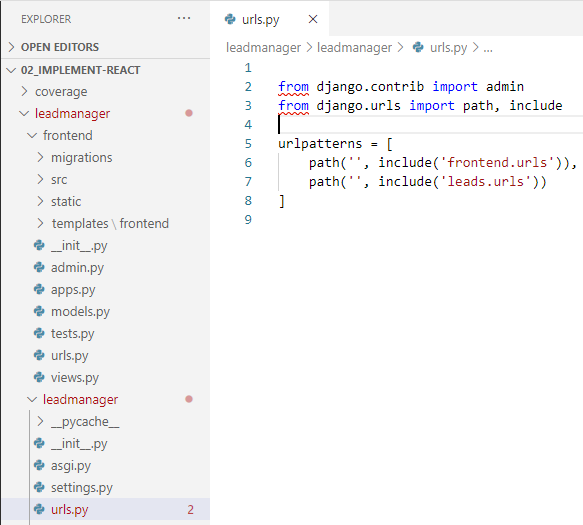 EXPLORER
···
OPEN EDITORS
02_IMPLEMENT-REACT
coverage
leadmanager
frontend
migrations
src
static
templates \ frontend
__init__.py
admin.py
apps.py
models.py
tests.py
urls.py
views.py
leadmanager
__pycache__
__init__.py
asgi.py
settings.py
urls.py 2
urls.py ×
leadmanager > leadmanager > urls.py > ...
1
2 from django.contrib import admin
3 from django.urls import path, include
4
5 urlpatterns = [
6     path('', include('frontend.urls')),
7     path('', include('leads.urls'))
8 ]
9